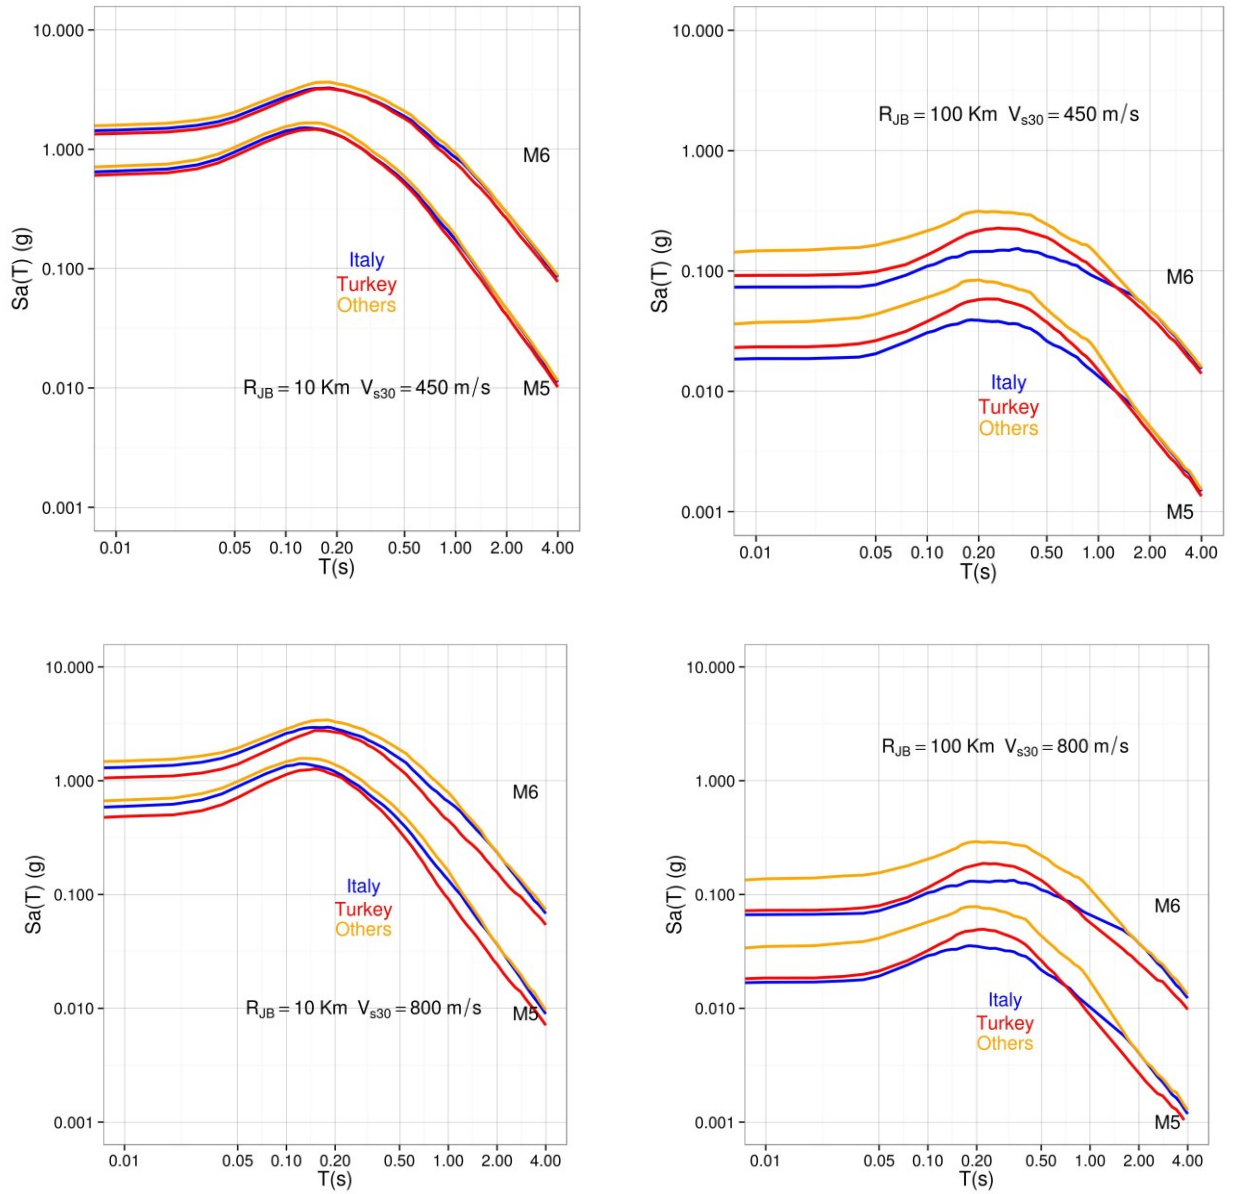 10.000
1.000
0.100
0.010
0.001
Sa(T) (g)
M6
Italy
Turkey
Others
R_JB = 10 Km V_s30 = 450 m/s
M5
0.01 0.05 0.10 0.20 0.50 1.00 2.00 4.00
T(s)
10.000
1.000
0.100
0.010
0.001
Sa(T) (g)
R_JB = 100 Km V_s30 = 450 m/s
M6
Italy
Turkey
Others
M5
0.01 0.05 0.10 0.20 0.50 1.00 2.00 4.00
T(s)
10.000
1.000
0.100
0.010
0.001
Sa(T) (g)
M6
Italy
Turkey
Others
R_JB = 10 Km V_s30 = 800 m/s
M5
0.01 0.05 0.10 0.20 0.50 1.00 2.00 4.00
T(s)
10.000
1.000
0.100
0.010
0.001
Sa(T) (g)
R_JB = 100 Km V_s30 = 800 m/s
M6
Italy
Turkey
Others
M5
0.01 0.05 0.10 0.20 0.50 1.00 2.00 4.00
T(s)